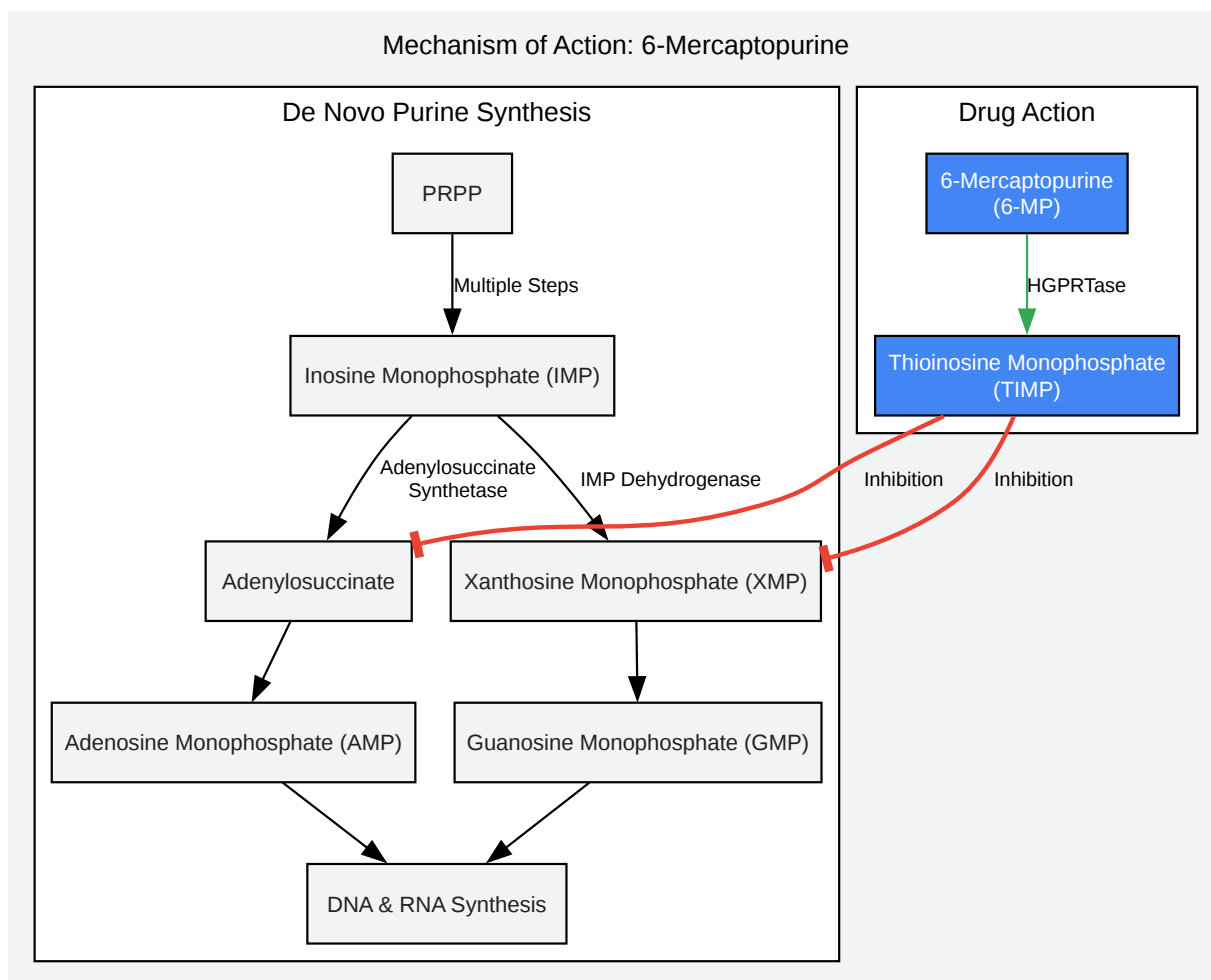 Mechanism of Action: 6-Mercaptopurine
De Novo Purine Synthesis
PRPP
Multiple Steps
Inosine Monophosphate (IMP)
Adenylosuccinate
Synthetase
IMP Dehydrogenase
Adenylosuccinate
Xanthosine Monophosphate (XMP)
Adenosine Monophosphate (AMP)
Guanosine Monophosphate (GMP)
DNA & RNA Synthesis
Drug Action
6-Mercaptopurine
(6-MP)
HGPRTase
Thioinosine Monophosphate
(TIMP)
Inhibition
Inhibition